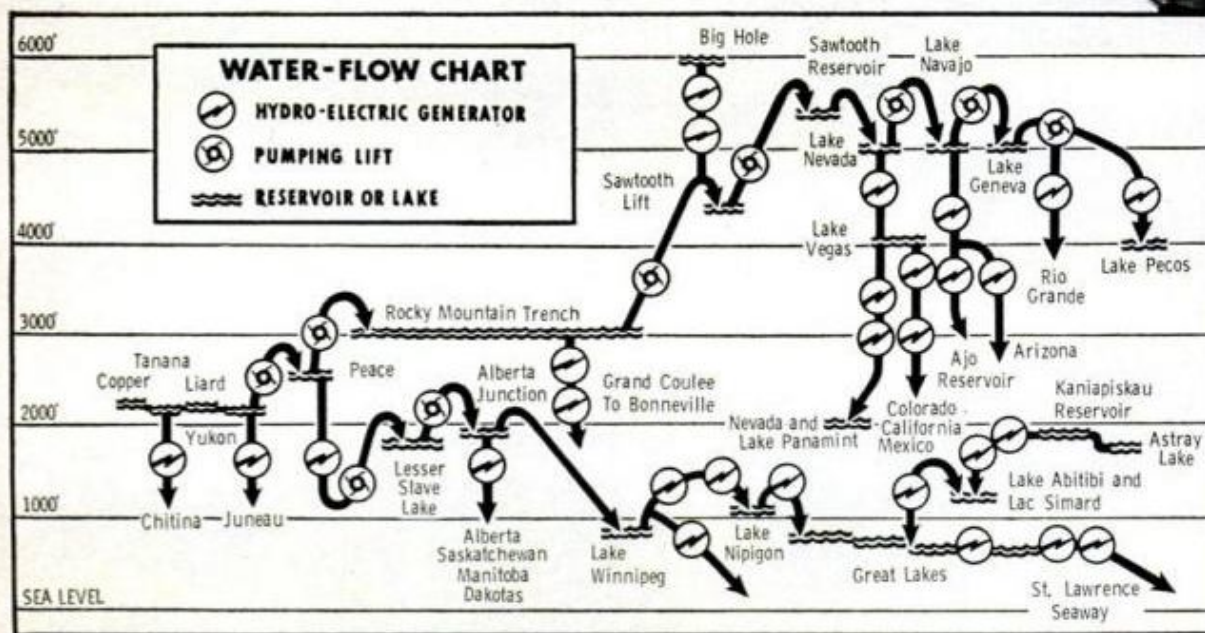 6000'
5000'
4000'
3000'
2000'
1000'
SEA LEVEL
WATER-FLOW CHART
HYDRO-ELECTRIC GENERATOR
PUMPING LIFT
RESERVOIR OR LAKE
Big Hole
Sawtooth
Reservoir
Lake
Navajo
Lake
Nevada
Lake
Geneva
Sawtooth
Lift
Lake
Vegas
Rio
Grande
Lake Pecos
Rocky Mountain Trench
Tanana
Copper
Liard
Yukon
Peace
Alberta
Junction
Grand Coulee
To Bonneville
Ajo
Reservoir
Arizona
Kaniapiskau
Reservoir
Nevada and
Lake Panamint
Colorado -
California
Mexico
Astray
Lake
Lesser
Slave
Lake
Lake Abitibi and
Lac Simard
Chitina
Juneau
Alberta
Saskatchewan
Manitoba
Dakotas
Lake
Winnipeg
Lake
Nipigon
Great Lakes
St. Lawrence
Seaway